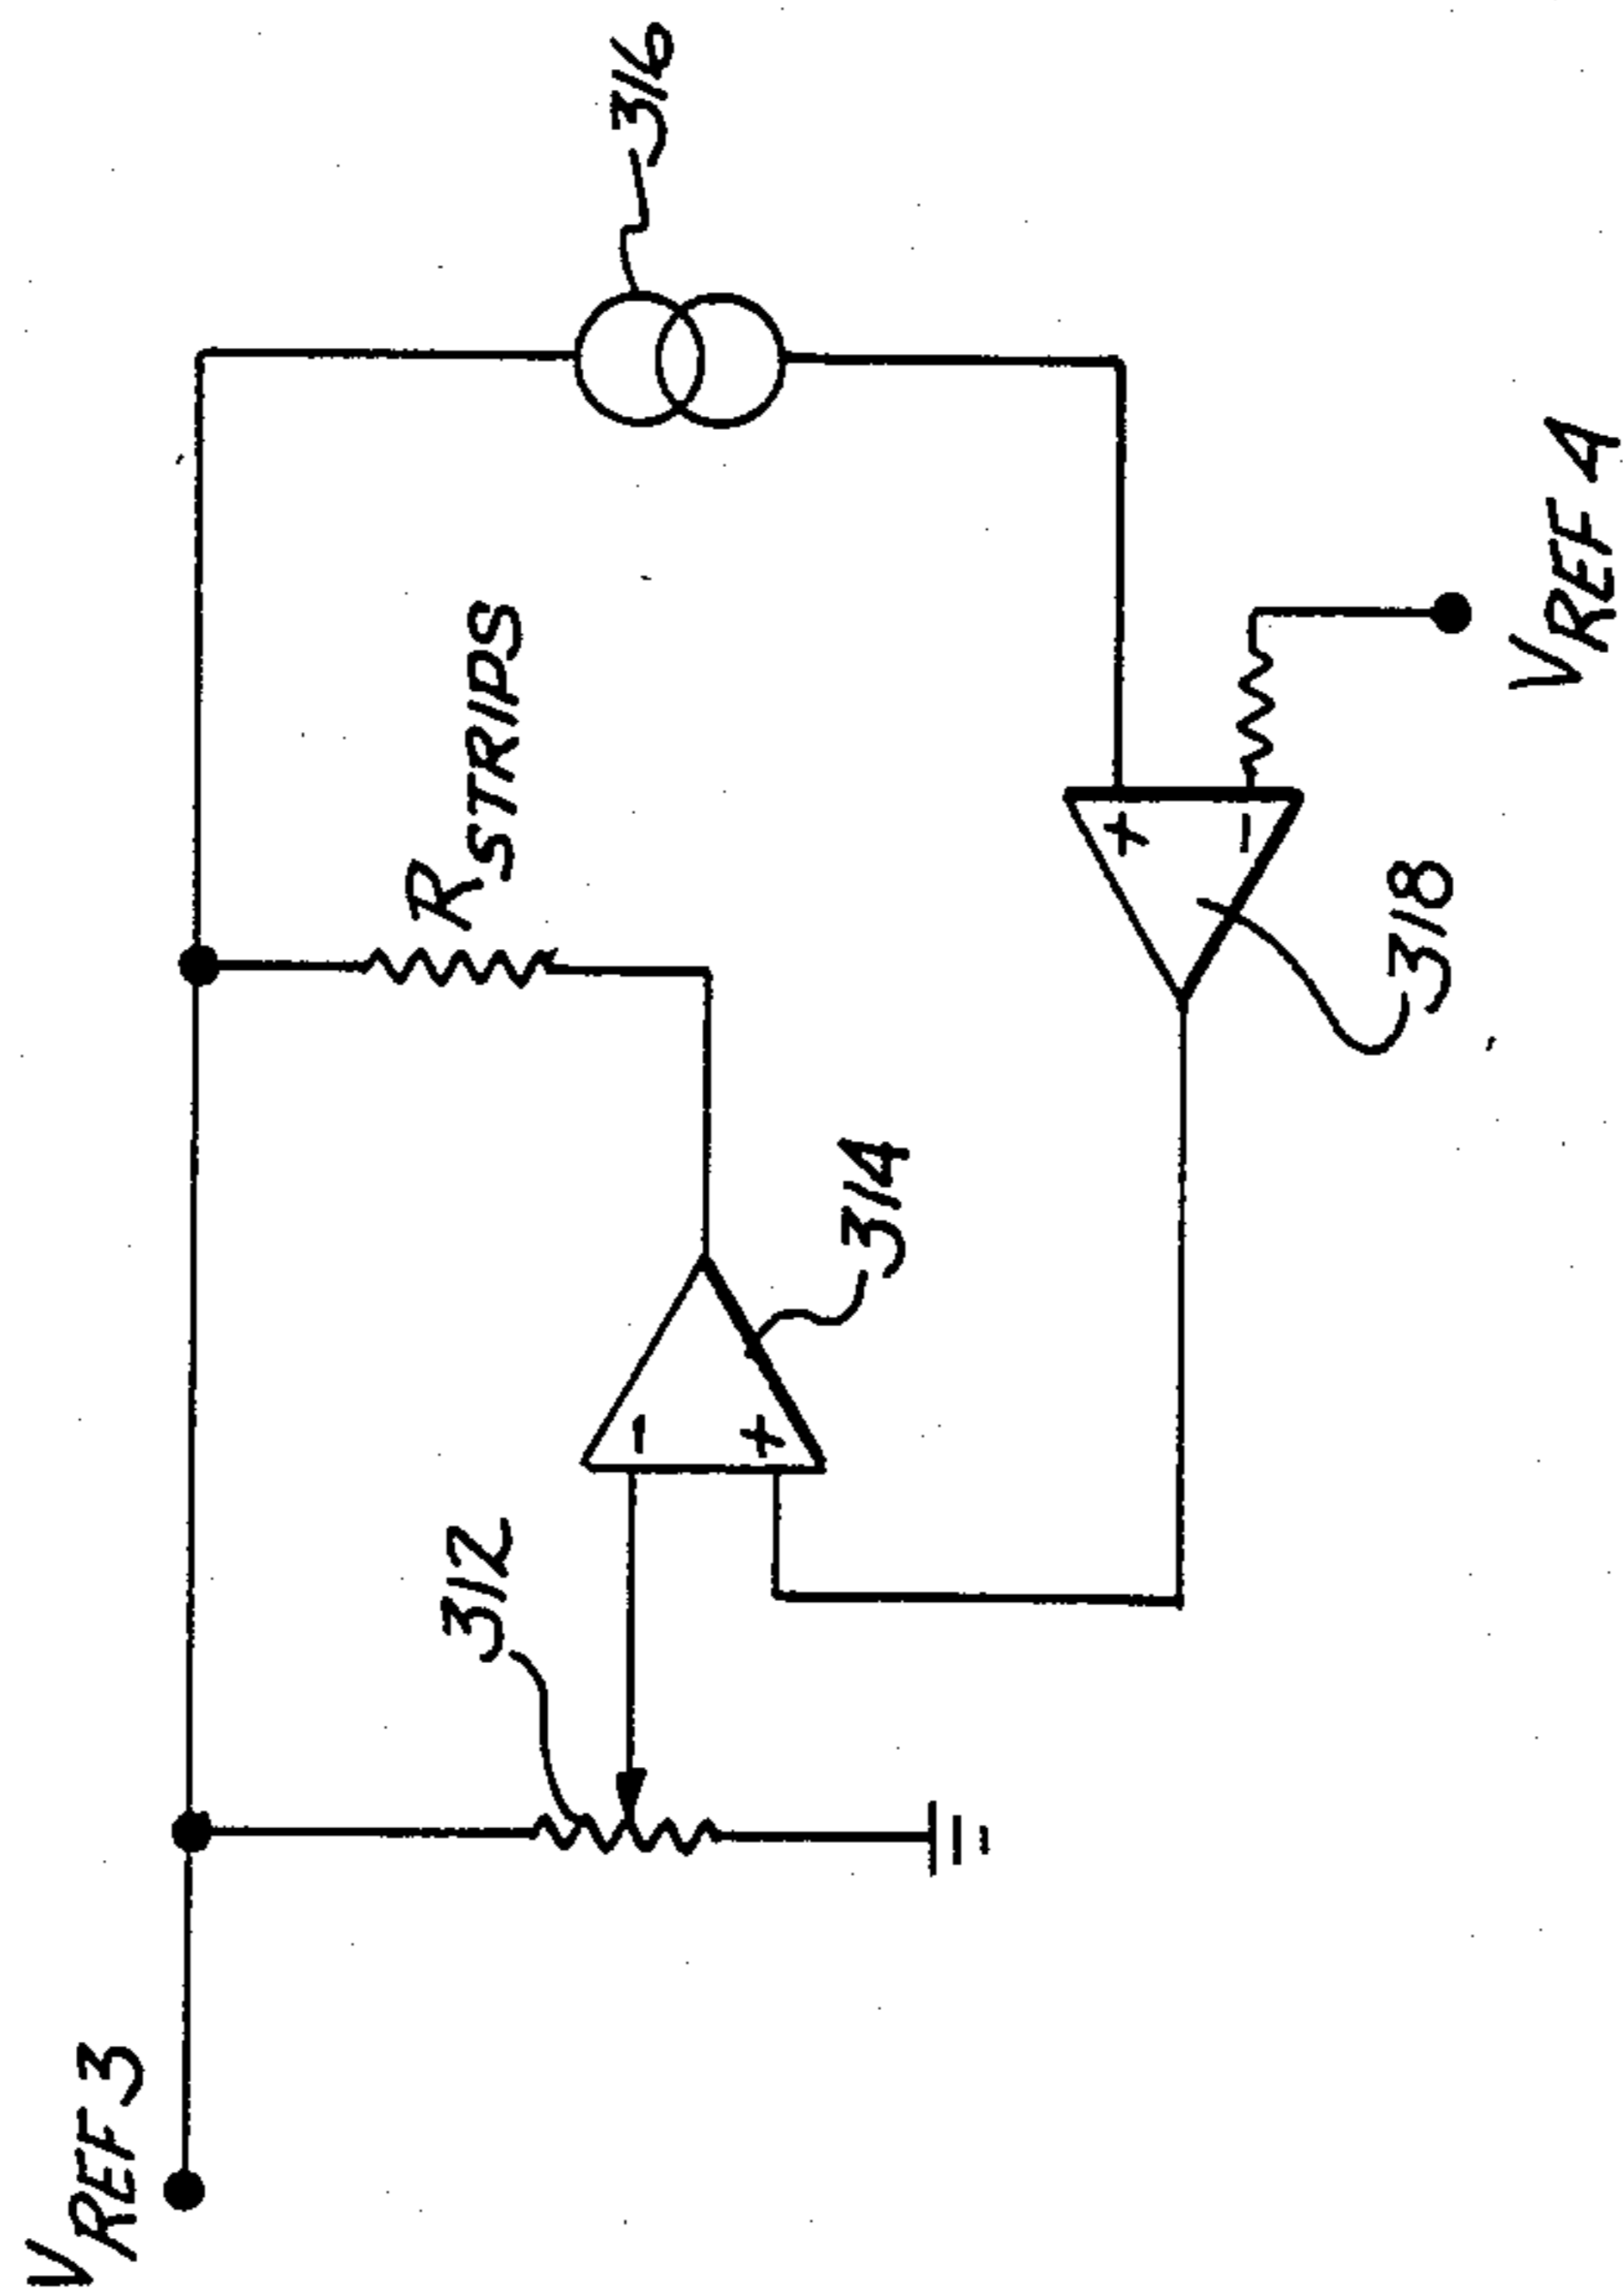 VREF 3
312
314
RSTRIPS
316
318
VREF A
-
+
+
-